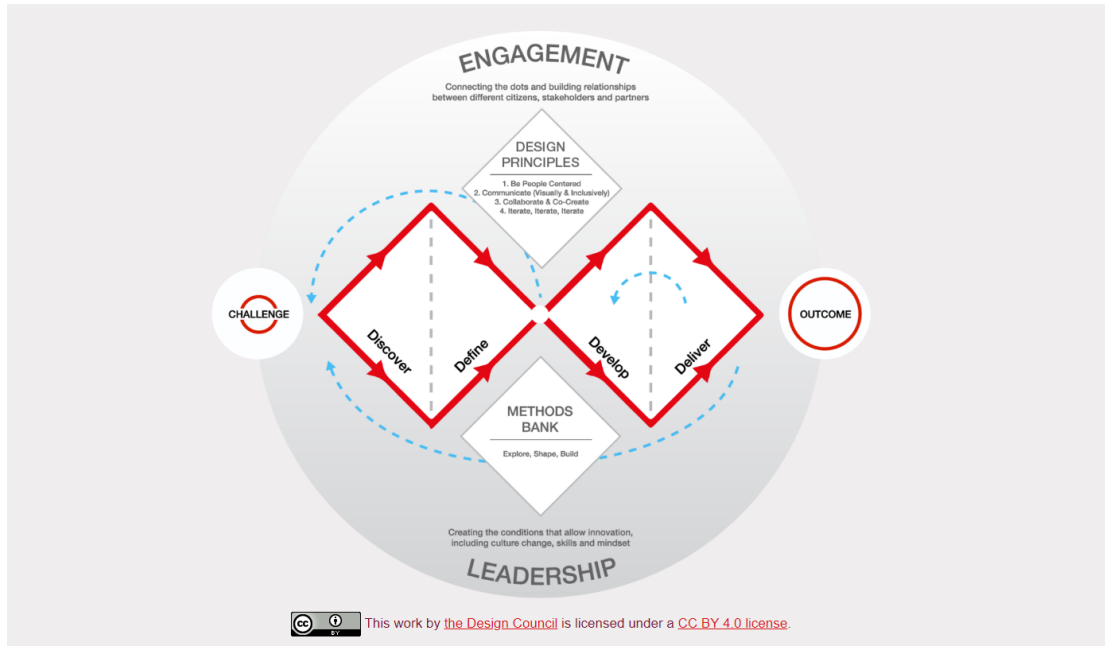 ENGAGEMENT
Connecting the dots and building relationships
between different citizens, stakeholders and partners
DESIGN
PRINCIPLES
1. Be People Centered
2. Communicate (Visually & Inclusively)
3. Collaborate & Co-Create
4. Iterate, Iterate, Iterate
CHALLENGE
Discover
Define
Develop
Deliver
OUTCOME
METHODS
BANK
Explore, Shape, Build
Creating the conditions that allow innovation,
including culture change, skills and mindset
LEADERSHIP
cc
BY
This work by the Design Council is licensed under a CC BY 4.0 license.